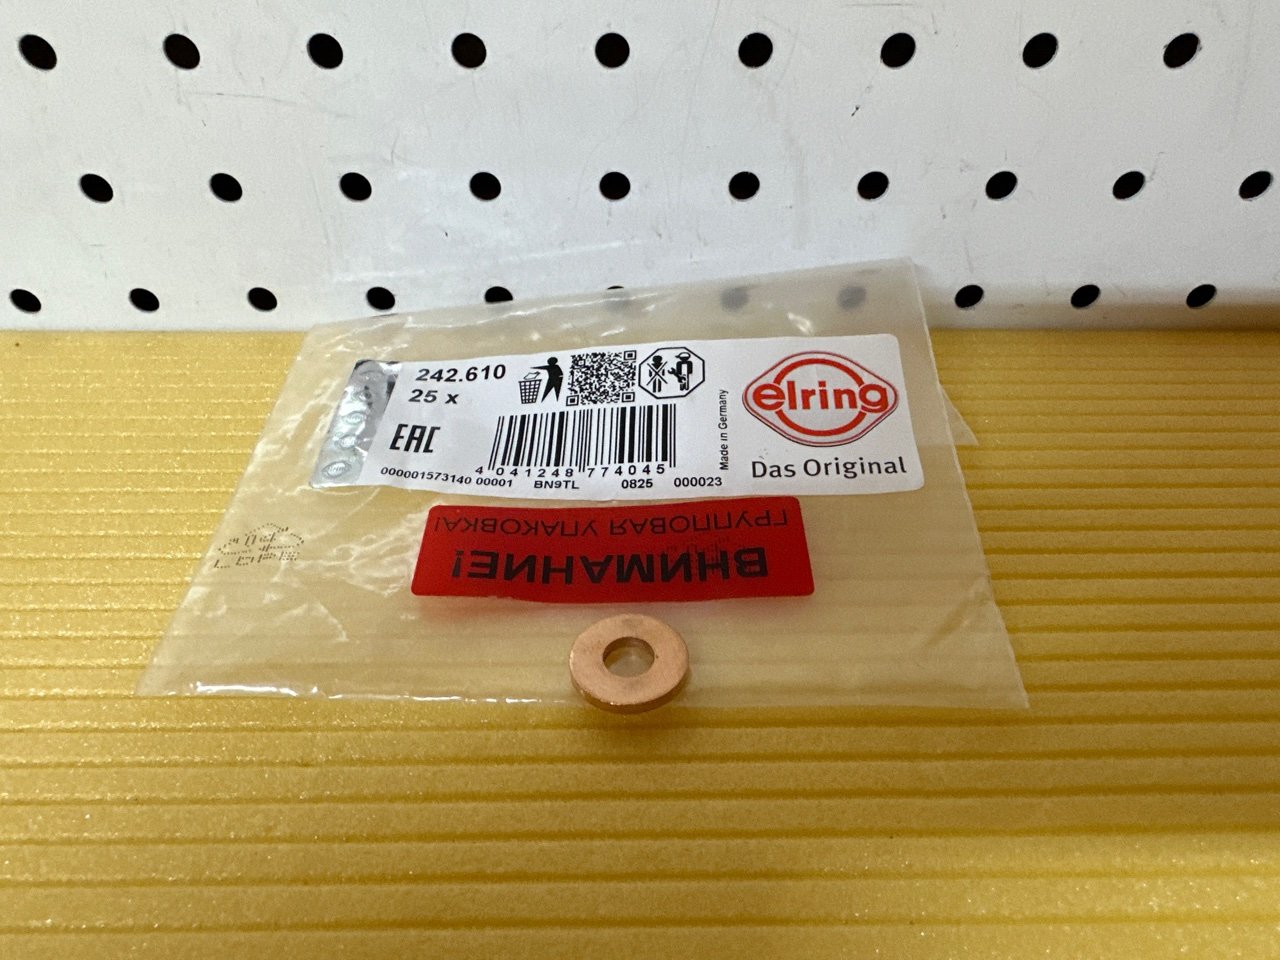 242.610
25 x
EAC
4 041248 774045
000001573140 00001 BN9TL 0825 000023
Made in Germany
elring
Das Original
ВНИМАНИЕ!
ГРУППОВАЯ УПАКОВКА!